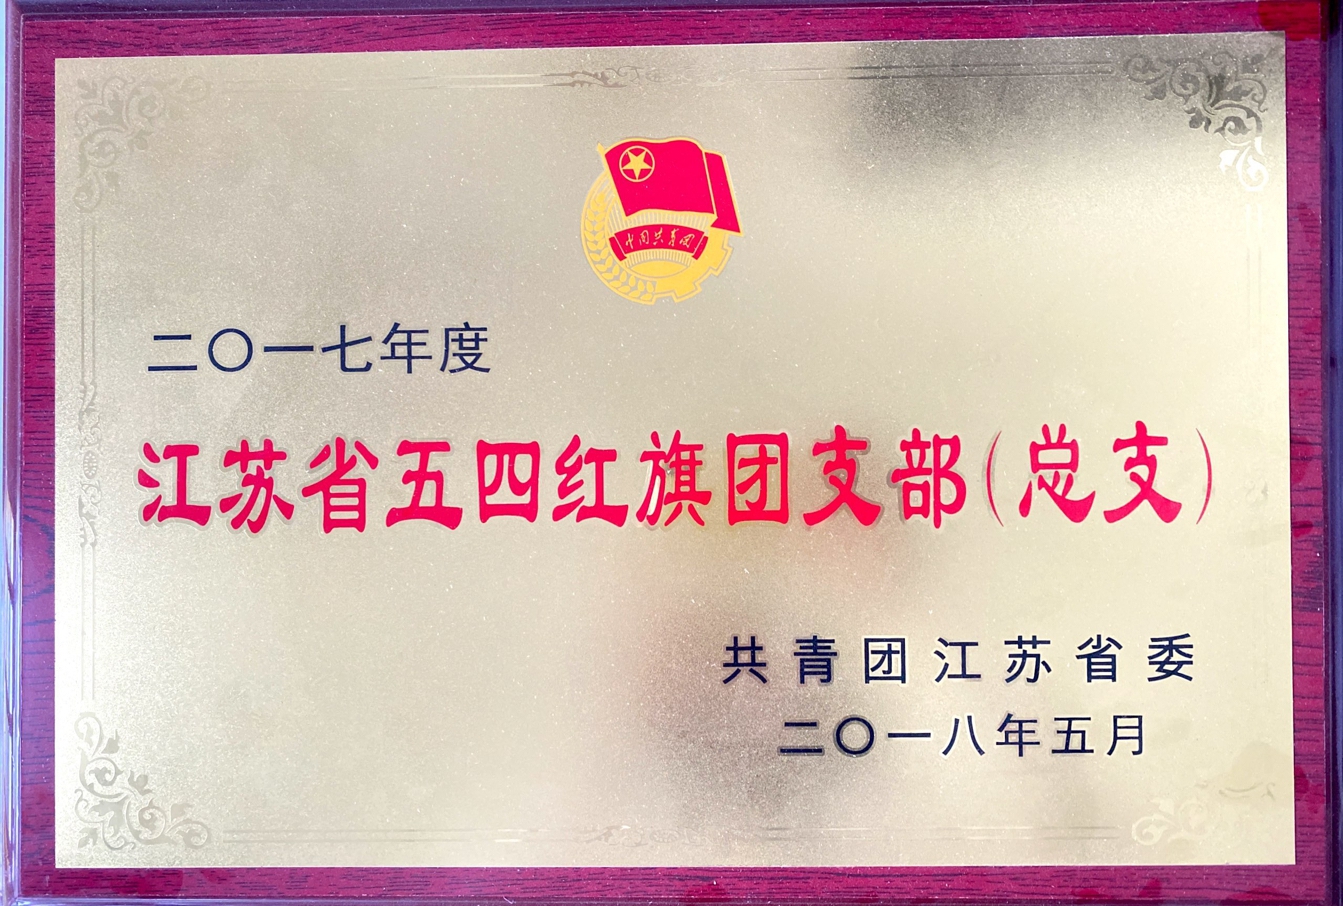 中国共青团
二〇一七年度
江苏省五四红旗团支部（总支）
共青团江苏省委
二〇一八年五月